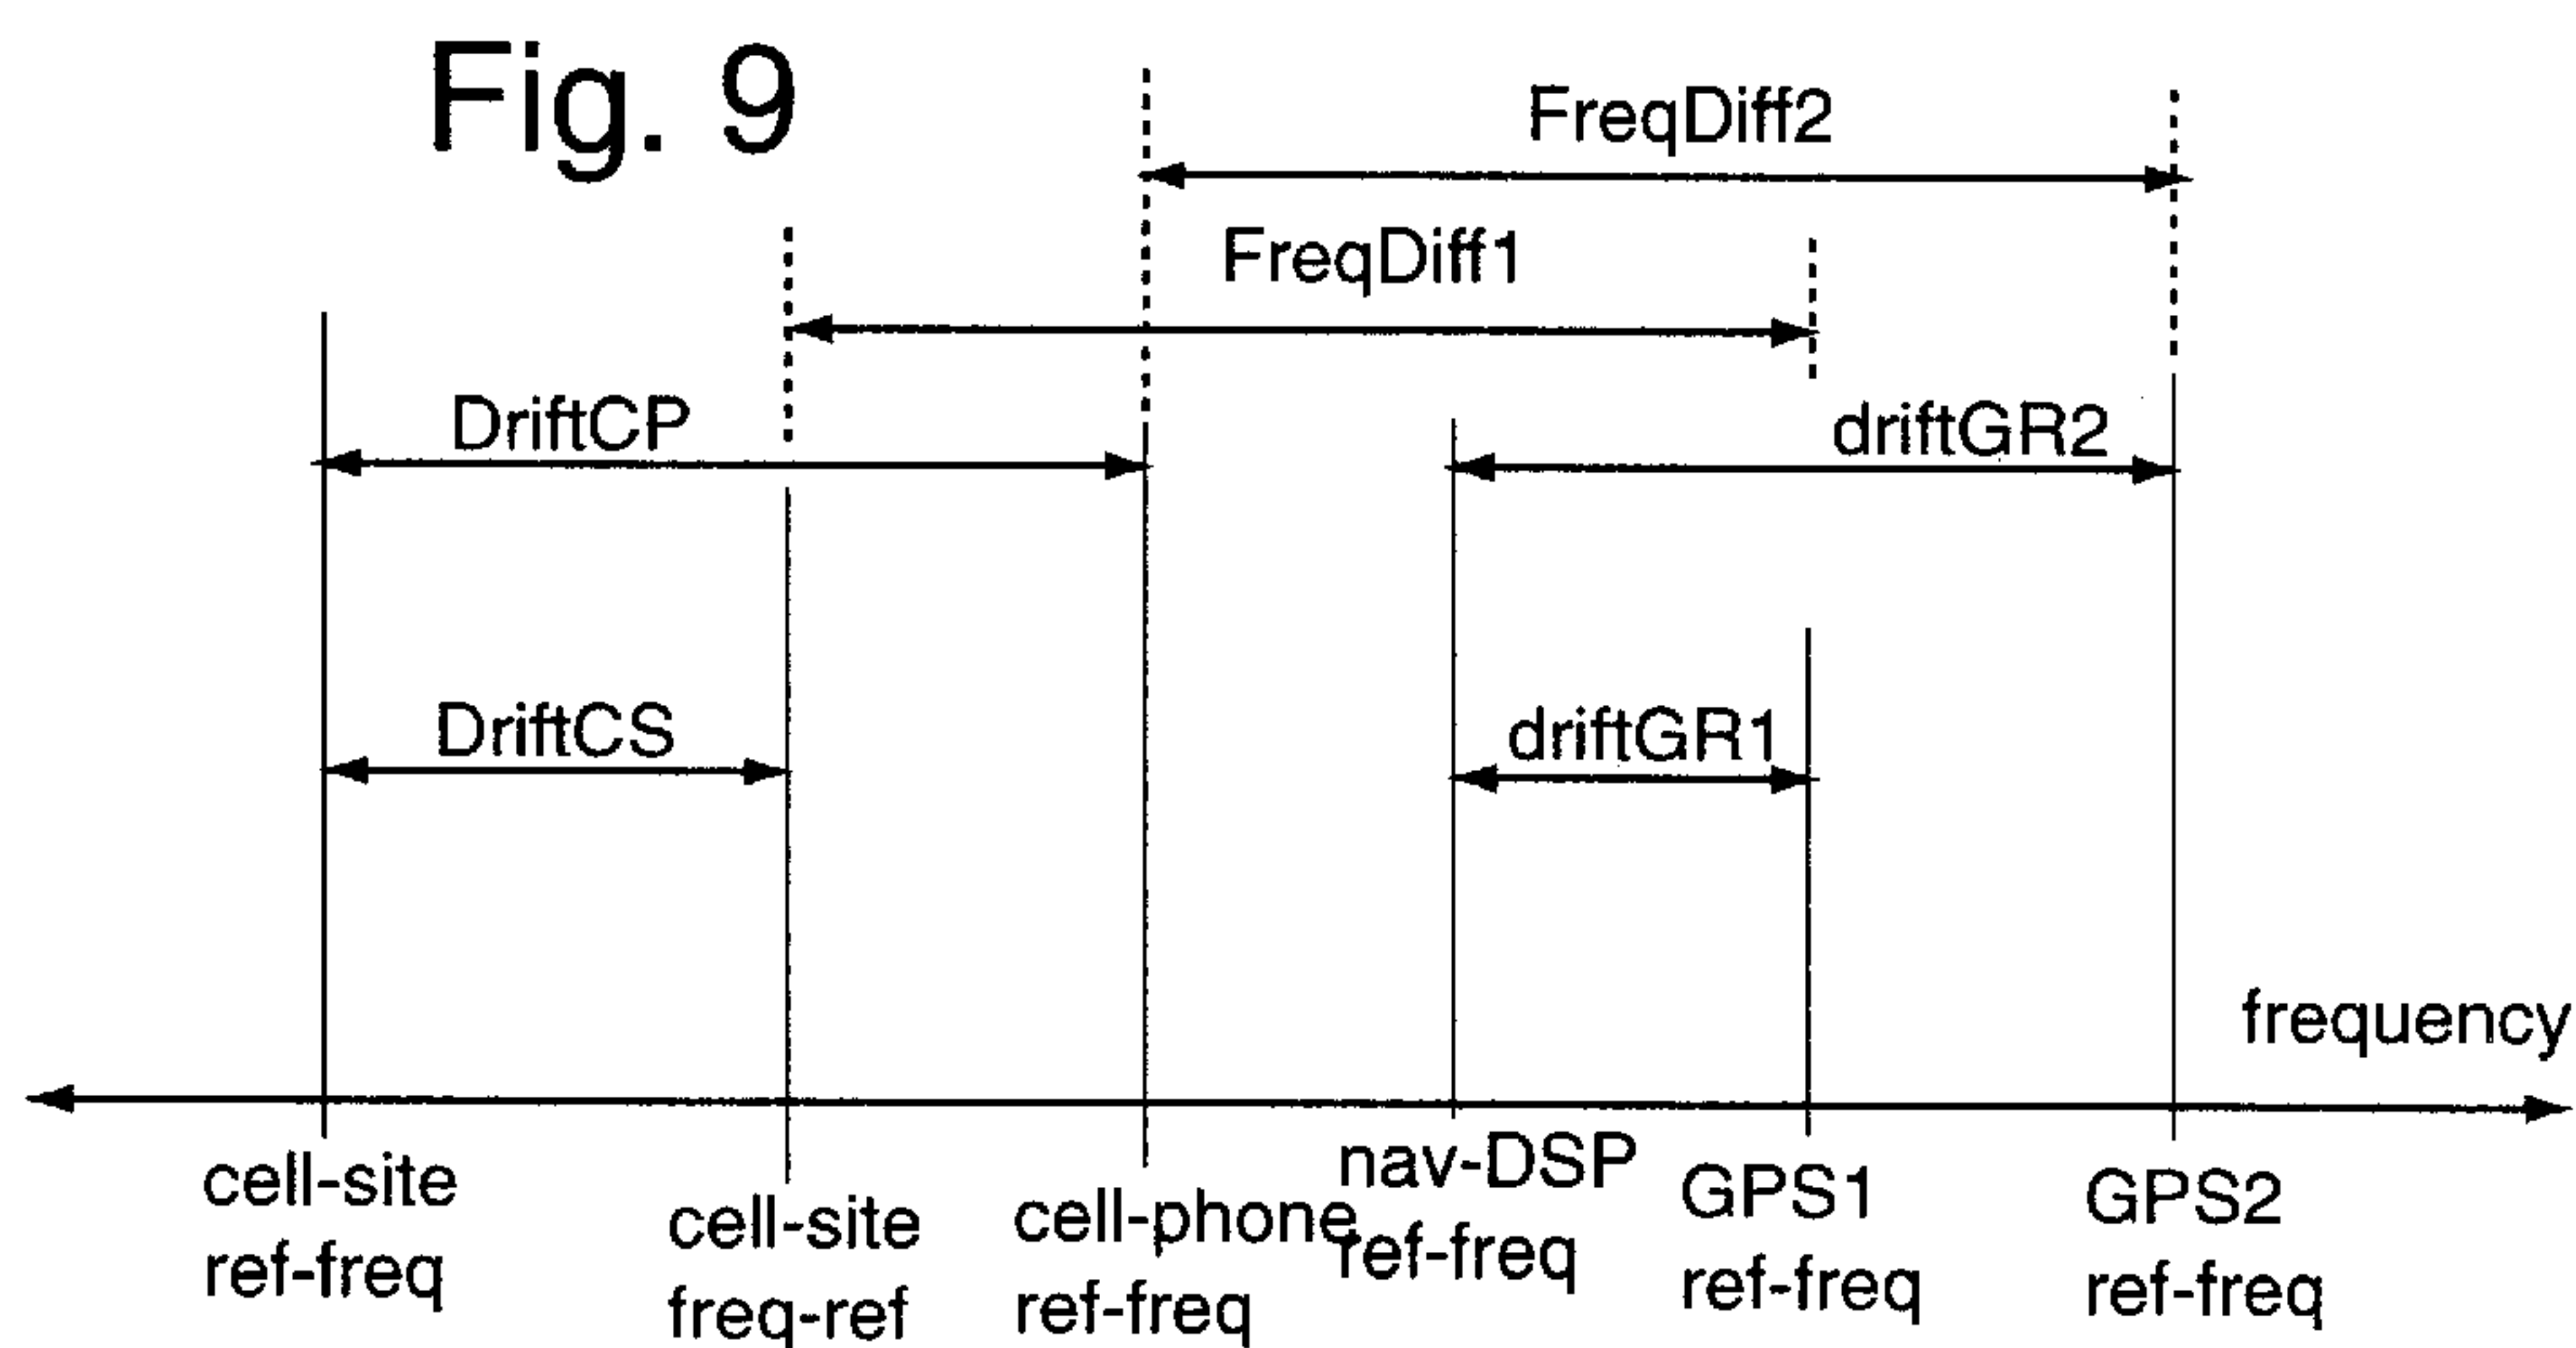 Fig. 9
FreqDiff2
FreqDiff1
DriftCP
driftGR2
DriftCS
driftGR1
frequency
cell-site
ref-freq
cell-site
freq-ref
cell-phone
ref-freq
nav-DSP
ref-freq
GPS1
ref-freq
GPS2
ref-freq